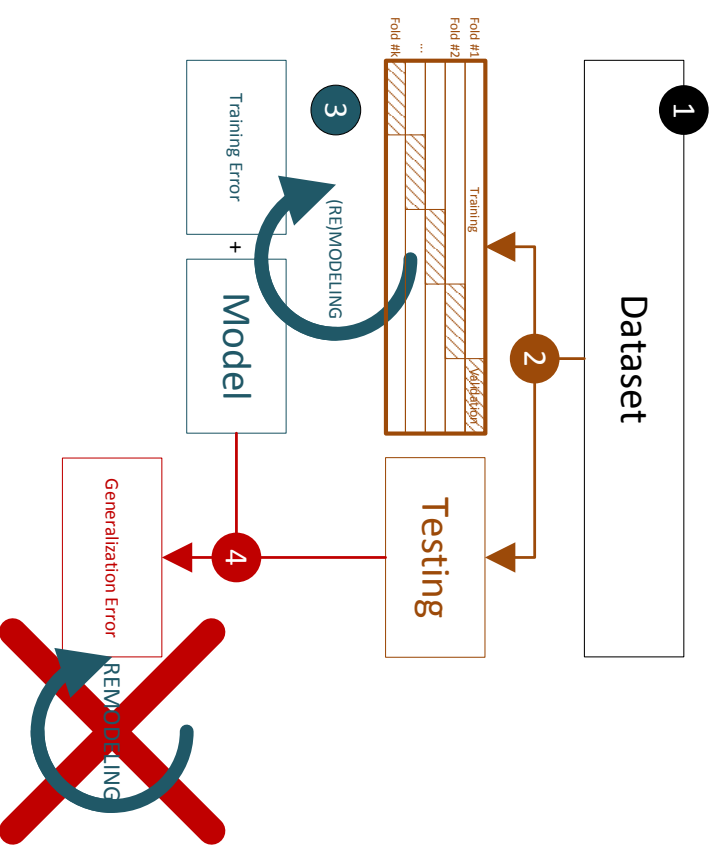 1
Dataset
2
Fold #1
Fold #2
...
Fold #k
Training
Validation
Testing
3
(RE)MODELING
Training Error
+
Model
4
Generalization Error
REMODELING